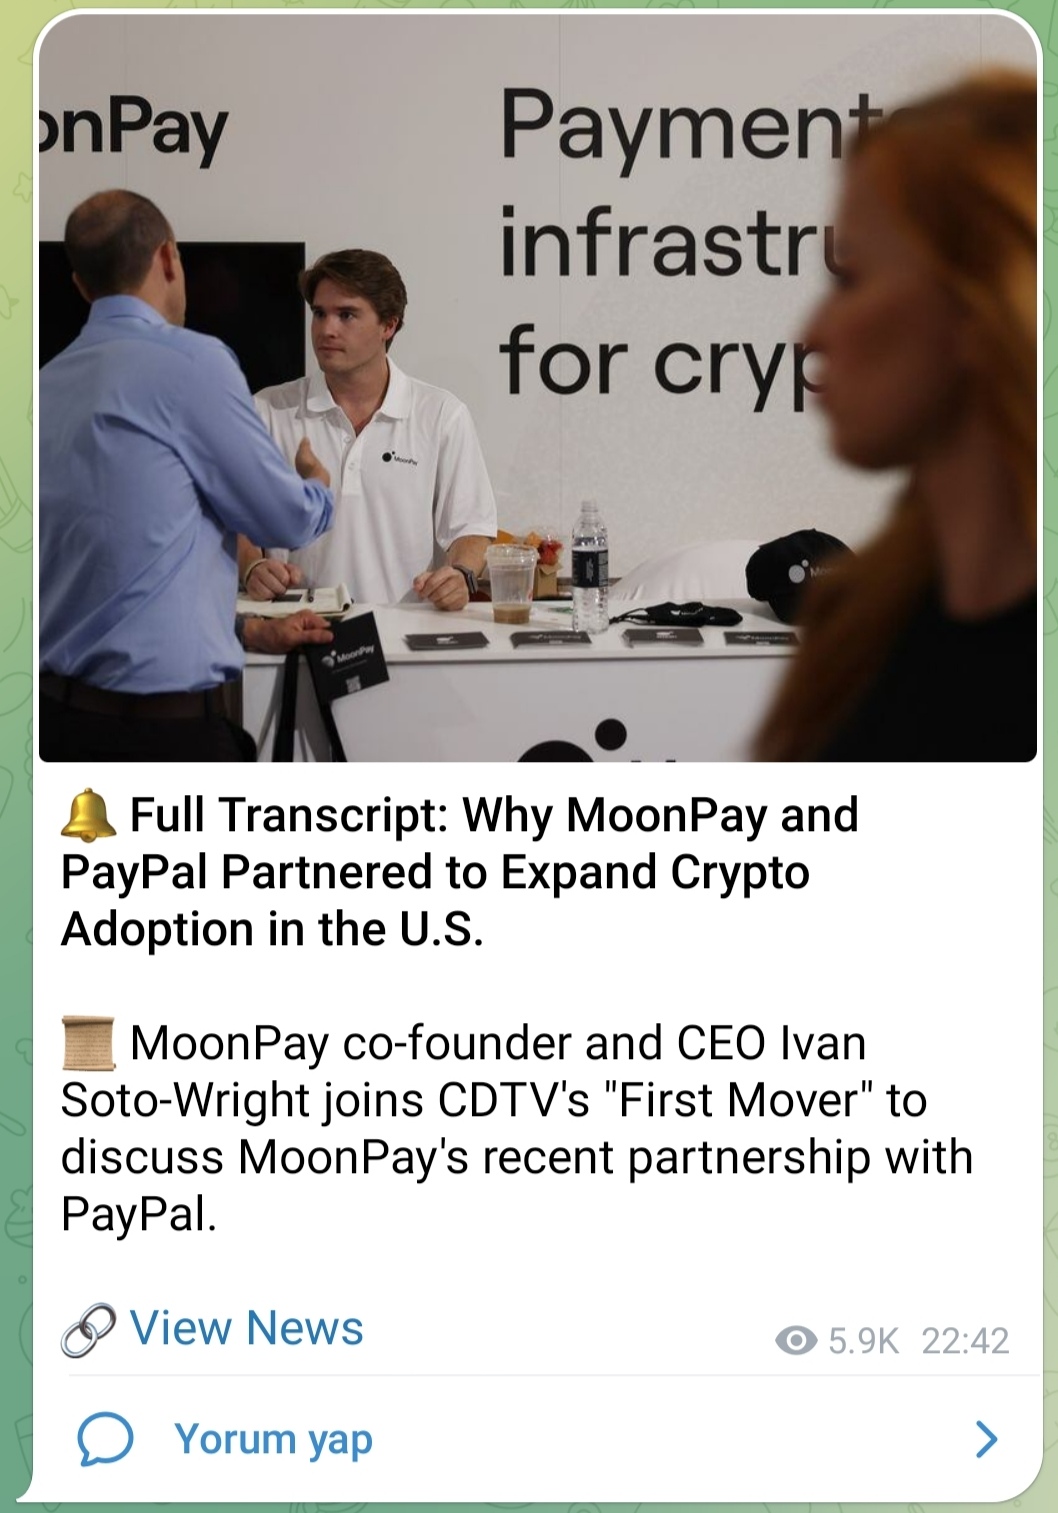 onPay
Payment
infrastru
for cryp
MoonPay
MoonPay
🔔 Full Transcript: Why MoonPay and
PayPal Partnered to Expand Crypto
Adoption in the U.S.
📜 MoonPay co-founder and CEO Ivan
Soto-Wright joins CDTV's "First Mover" to
discuss MoonPay's recent partnership with
PayPal.
🔗 View News
5.9K 22:42
Yorum yap